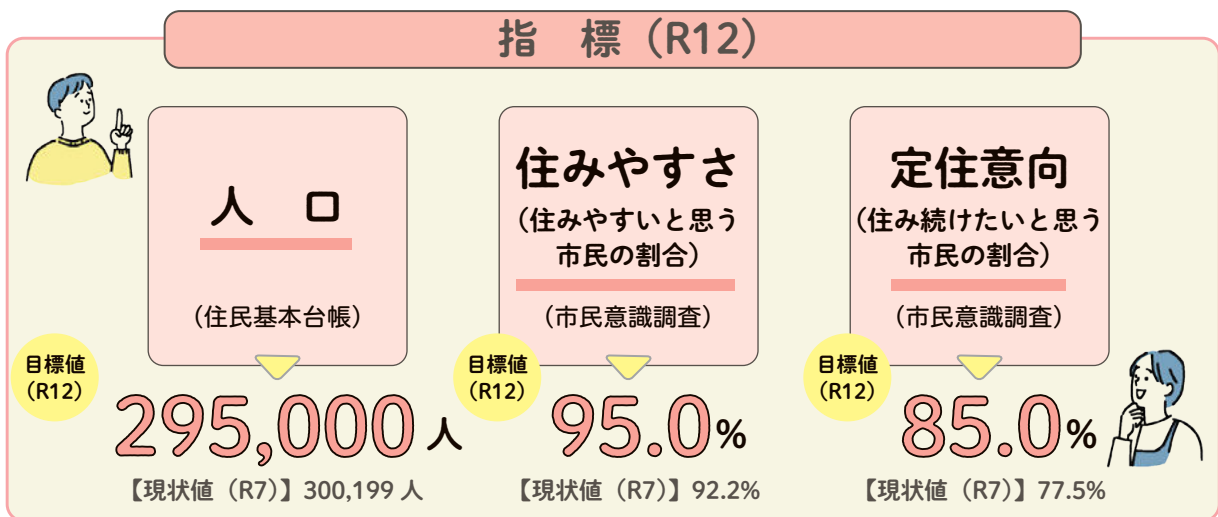 指　標（R12）
人　口
（住民基本台帳）
目標値
（R12）
295,000 人
【現状値（R7）】300,199 人
住みやすさ
（住みやすいと思う
市民の割合）
（市民意識調査）
目標値
（R12）
95.0%
【現状値（R7）】92.2%
定住意向
（住み続けたいと思う
市民の割合）
（市民意識調査）
目標値
（R12）
85.0%
【現状値（R7）】77.5%